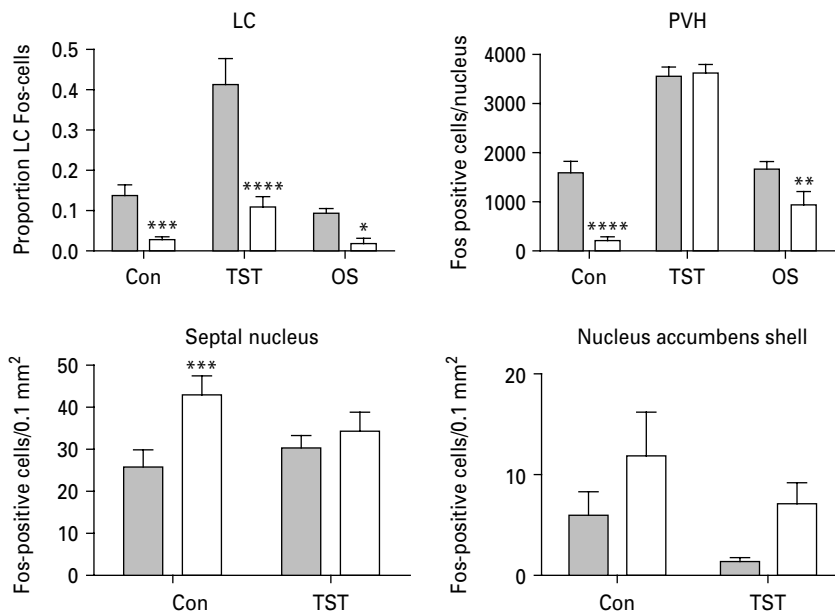 LC
Proportion LC Fos-cells
0.5
0.4
0.3
0.2
0.1
0.0
***
****
*
Con
TST
OS
PVH
Fos positive cells/nucleus
4000
3000
2000
1000
0
****
**
Con
TST
OS
Septal nucleus
Fos-positive cells/0.1 mm²
50
40
30
20
10
0
***
Con
TST
Nucleus accumbens shell
Fos-positive cells/0.1 mm²
20
10
0
Con
TST